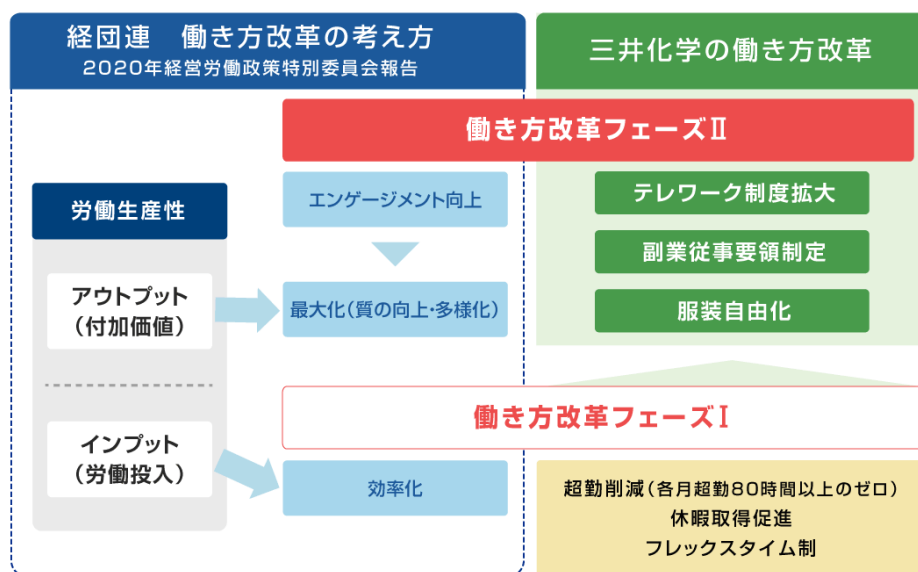 経団連 働き方改革の考え方
2020年経営労働政策特別委員会報告
三井化学の働き方改革
働き方改革フェーズⅡ
労働生産性
エンゲージメント向上
テレワーク制度拡大
副業従事要領制定
アウトプット
(付加価値)
最大化(質の向上・多様化)
服装自由化
働き方改革フェーズⅠ
インプット
(労働投入)
効率化
超勤削減(各月超勤80時間以上のゼロ)
休暇取得促進
フレックスタイム制